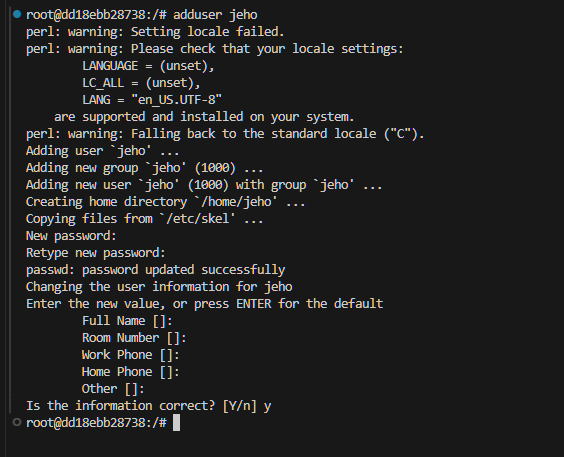 root@dd18ebb28738:/# adduser jeho
perl: warning: Setting locale failed.
perl: warning: Please check that your locale settings:
        LANGUAGE = (unset),
        LC_ALL = (unset),
        LANG = "en_US.UTF-8"
    are supported and installed on your system.
perl: warning: Falling back to the standard locale ("C").
Adding user `jeho' ...
Adding new group `jeho' (1000) ...
Adding new user `jeho' (1000) with group `jeho' ...
Creating home directory `/home/jeho' ...
Copying files from `/etc/skel' ...
New password:
Retype new password:
passwd: password updated successfully
Changing the user information for jeho
Enter the new value, or press ENTER for the default
        Full Name []:
        Room Number []:
        Work Phone []:
        Home Phone []:
        Other []:
Is the information correct? [Y/n] y
root@dd18ebb28738:/#